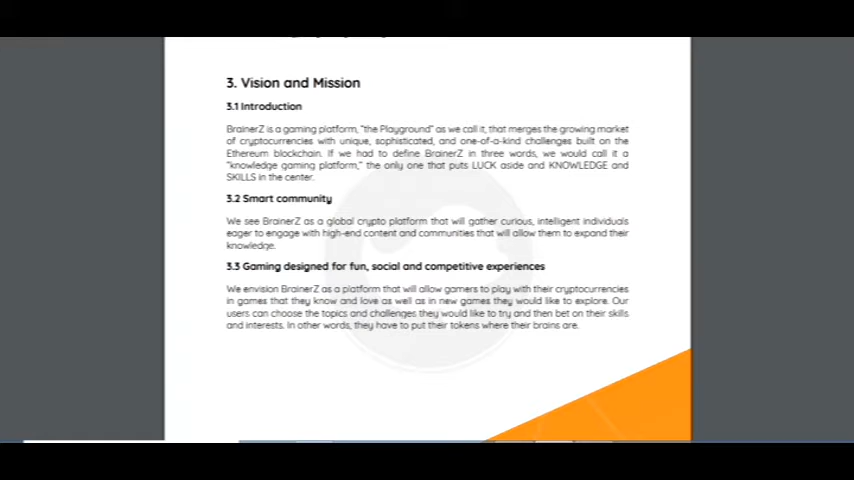 3. Vision and Mission
3.1 Introduction
BrainerZ is a gaming platform, "the Playground" as we call it, that merges the growing market
of cryptocurrencies with unique, sophisticated, and one-of-a-kind challenges built on the
Ethereum blockchain. If we had to define BrainerZ in three words, we would call it a
"knowledge gaming platform," the only one that puts LUCK aside and KNOWLEDGE and
SKILLS in the center.
3.2 Smart community
We see BrainerZ as a global crypto platform that will gather curious, intelligent individuals
eager to engage with high-end content and communities that will allow them to expand their
knowledge.
3.3 Gaming designed for fun, social and competitive experiences
We envision BrainerZ as a platform that will allow gamers to play with their cryptocurrencies
in games that they know and love as well as in new games they would like to explore. Our
users can choose the topics and challenges they would like to try and then bet on their skills
and interests. In other words, they have to put their tokens where their brains are.